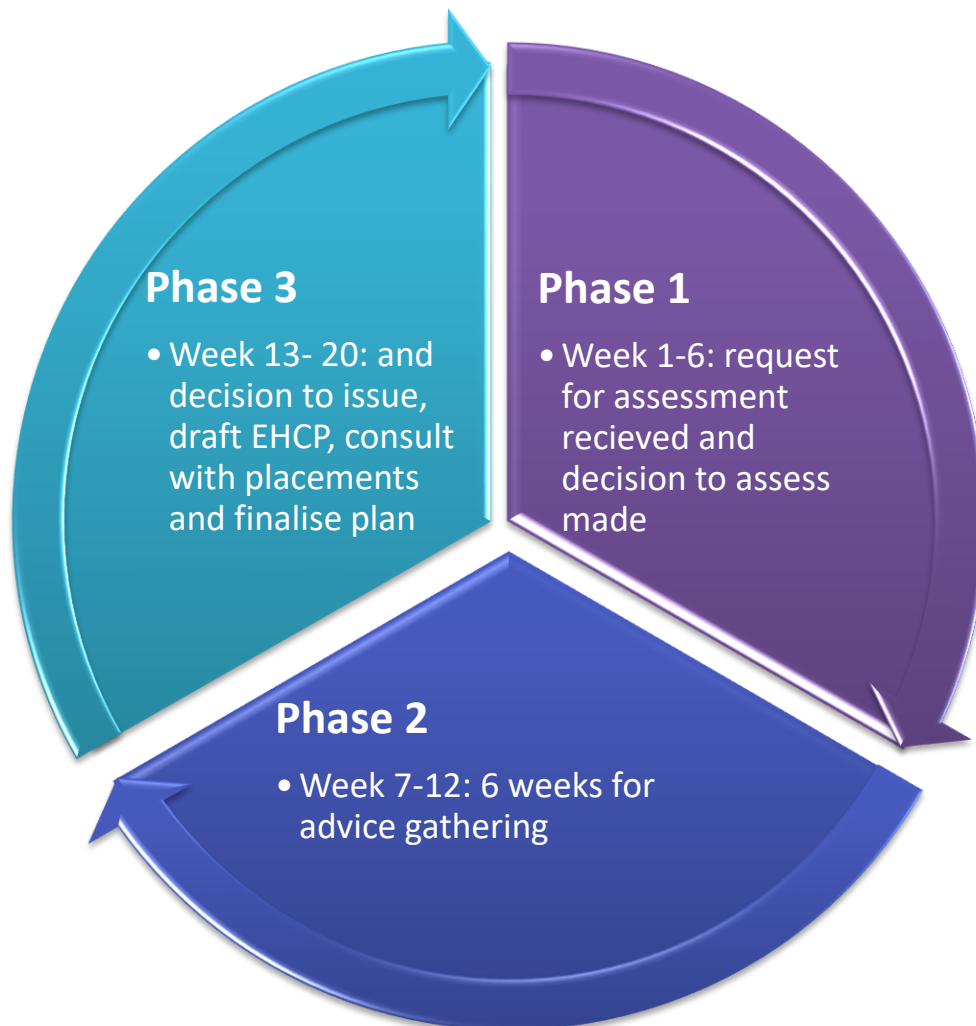 Phase 1
• Week 1-6: request
for assessment
recieved and
decision to assess
made
Phase 2
• Week 7-12: 6 weeks for
advice gathering
Phase 3
• Week 13- 20: and
decision to issue,
draft EHCP, consult
with placements
and finalise plan